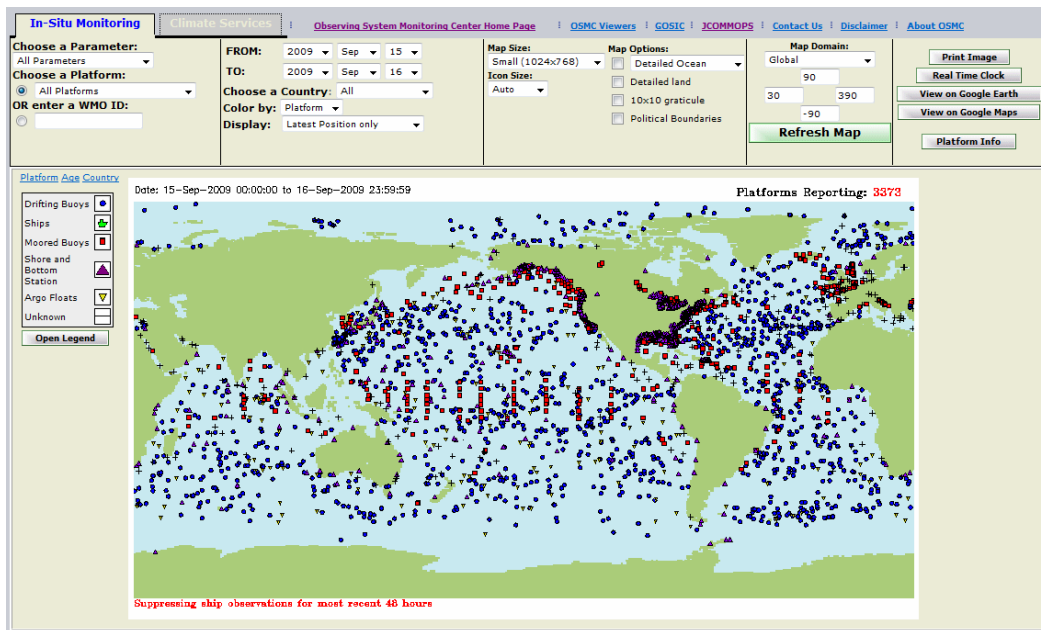 In-Situ Monitoring
Climate Services
Observing System Monitoring Center Home Page
OSMC Viewers
GOSIC
JCOMMOPS
Contact Us
Disclaimer
About OSMC
Choose a Parameter:
All Parameters
Choose a Platform:
All Platforms
OR enter a WMO ID:
FROM: 2009 Sep 15
TO: 2009 Sep 16
Choose a Country: All
Color by: Platform
Display: Latest Position only
Map Size:
Small (1024x768)
Icon Size:
Auto
Map Options:
Detailed Ocean
Detailed land
10x10 graticule
Political Boundaries
Map Domain:
Global
90
30 390
-90
Refresh Map
Print Image
Real Time Clock
View on Google Earth
View on Google Maps
Platform Info
Platform Age Country
Drifting Buoys
Ships
Moored Buoys
Shore and
Bottom
Station
Argo Floats
Unknown
Open Legend
Date: 15-Sep-2009 00:00:00 to 16-Sep-2009 23:59:59
Platforms Reporting: 3373
Suppressing ship observations for most recent 48 hours